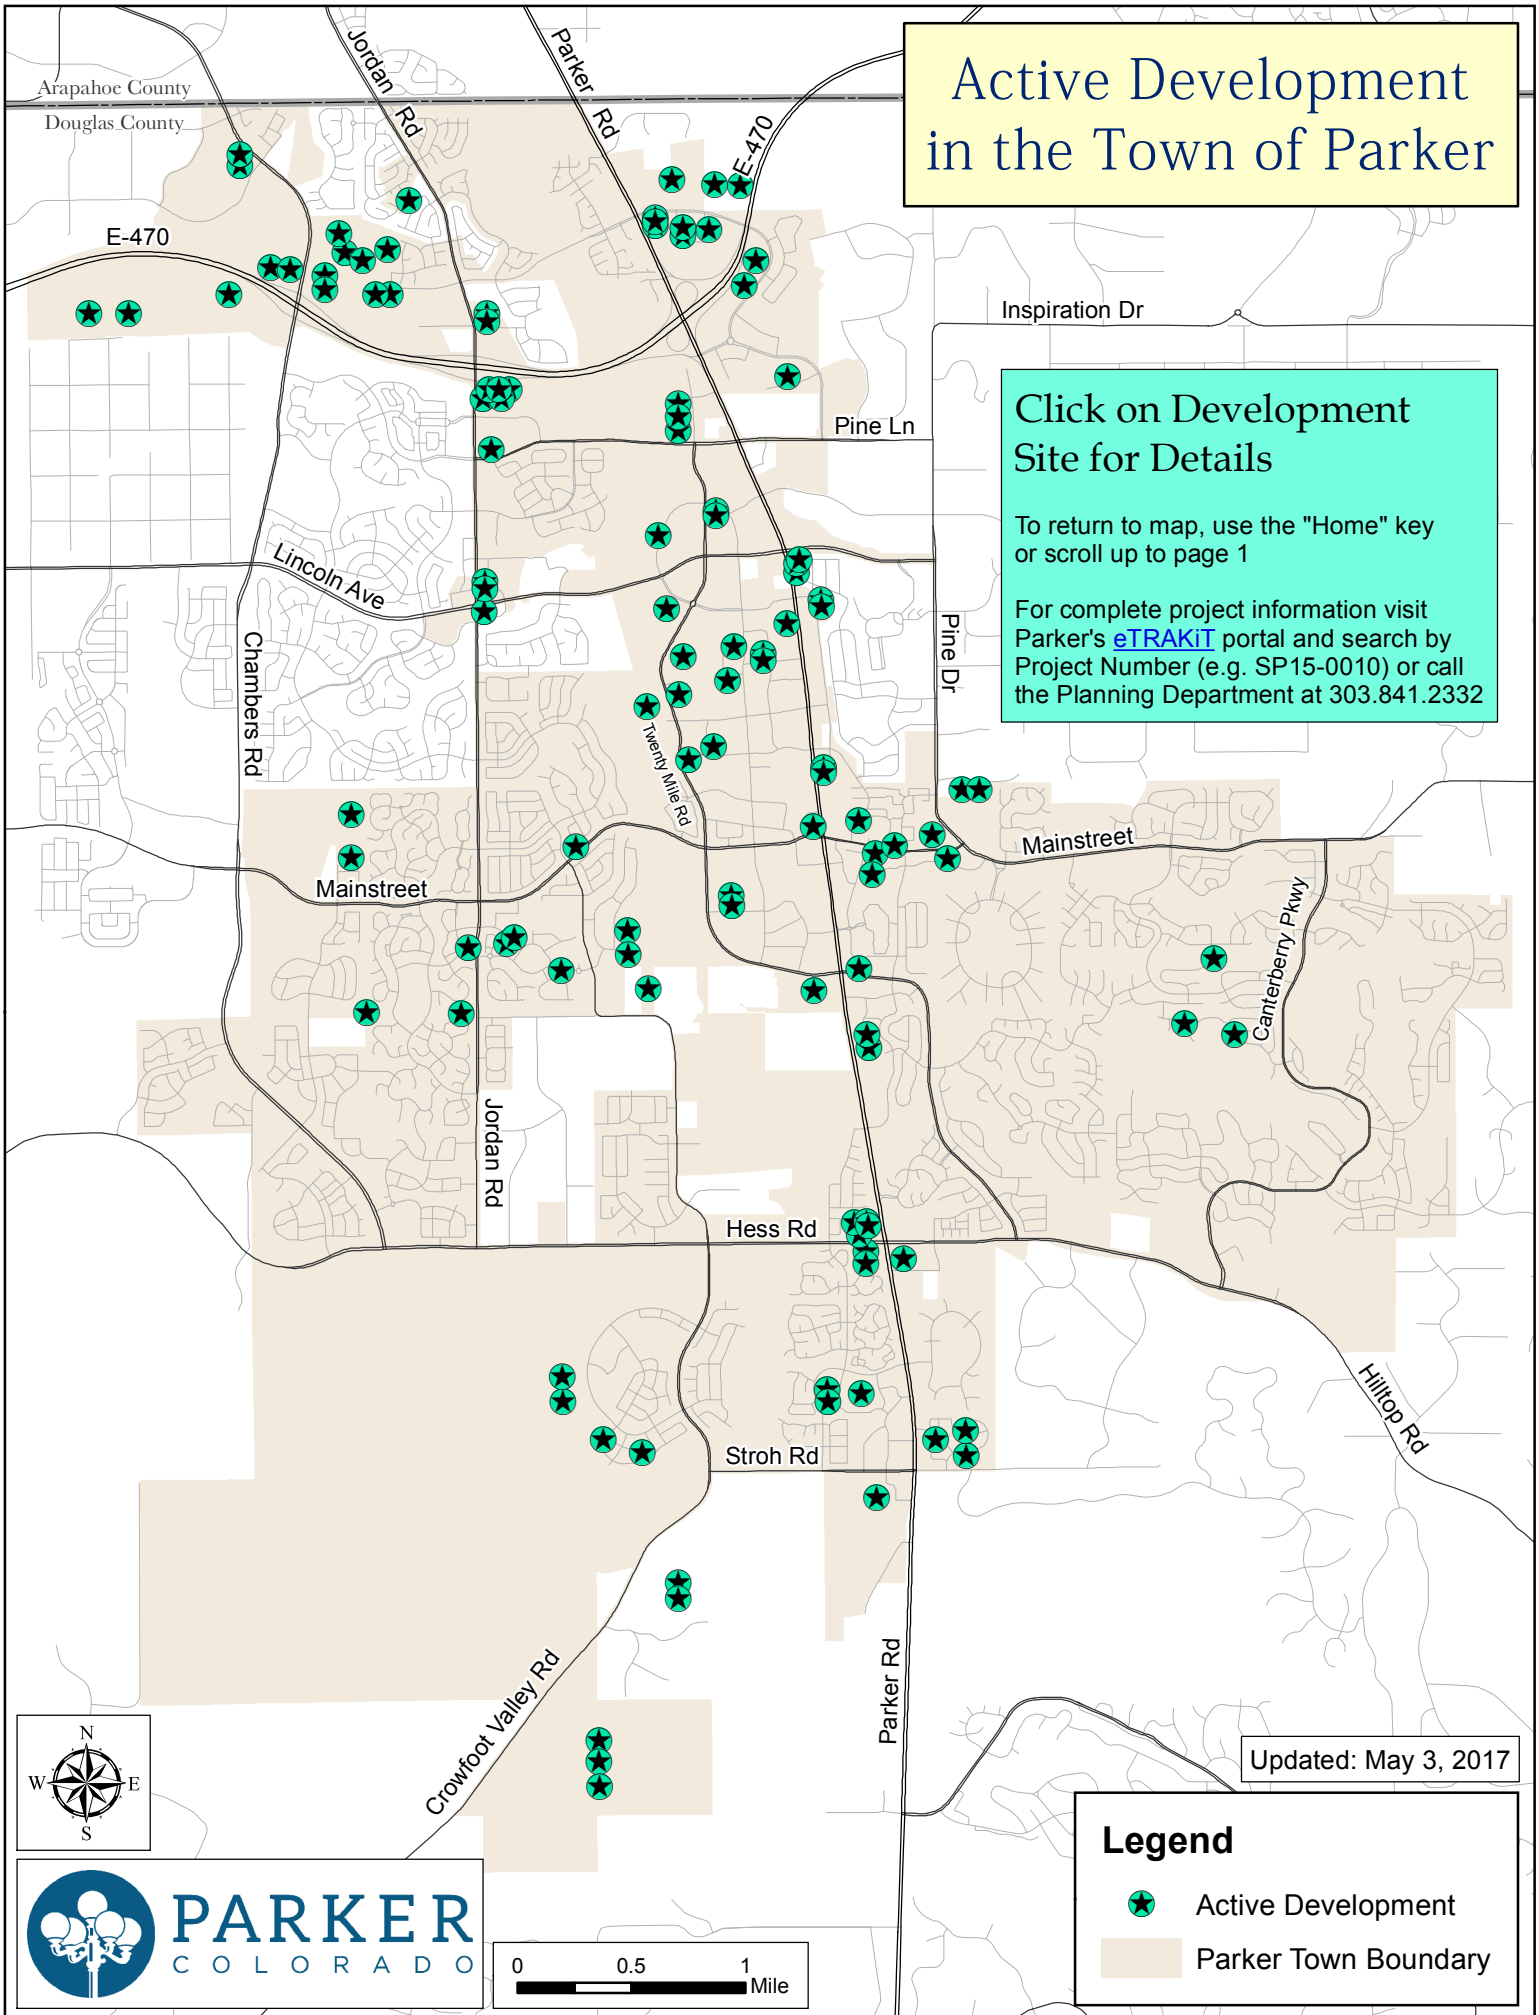 Active Development
in the Town of Parker
Arapahoe County
Douglas County
Jordan Rd
Parker Rd
E-470
E-470
Inspiration Dr
Click on Development
Site for Details
To return to map, use the "Home" key
or scroll up to page 1
For complete project information visit
Parker's eTRAKiT portal and search by
Project Number (e.g. SP15-0010) or call
the Planning Department at 303.841.2332
Pine Ln
Lincoln Ave
Chambers Rd
Pine Dr
Twenty Mile Rd
Mainstreet
Mainstreet
Canterberry Pkwy
Jordan Rd
Hess Rd
Hilltop Rd
Stroh Rd
Crowfoot Valley Rd
Parker Rd
Updated: May 3, 2017
N
W
E
S
Legend
Active Development
Parker Town Boundary
PARKER
COLORADO
0 0.5 1
Mile